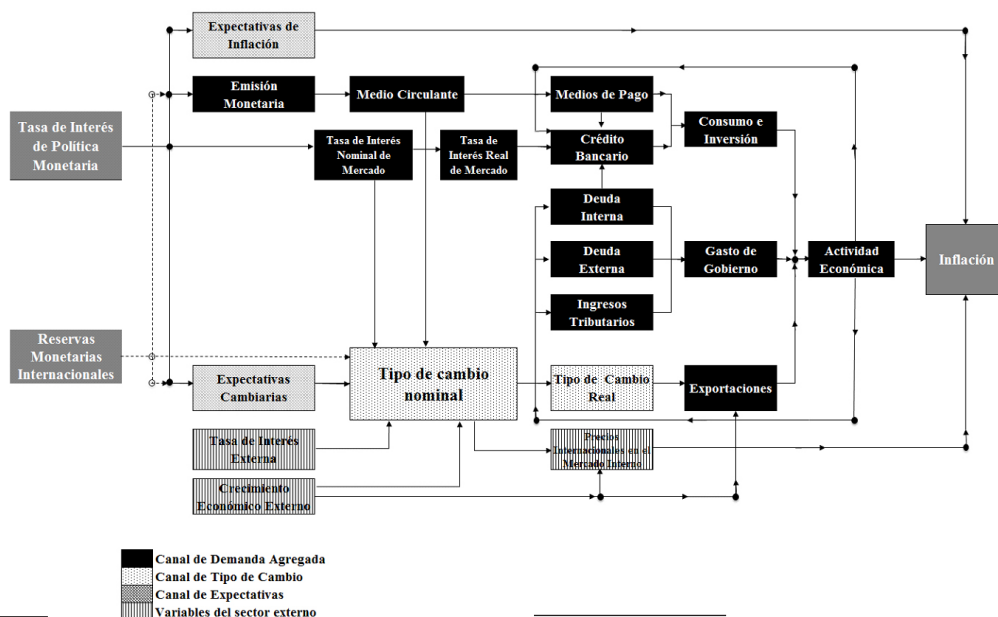 Expectativas de
Inflación
Emisión
Monetaria
Medio Circulante
Medios de Pago
Consumo e
Inversión
Tasa de Interés
de Política
Monetaria
Tasa de Interés
Nominal de
Mercado
Tasa de
Interés Real
de Mercado
Crédito
Bancario
Deuda
Interna
Deuda
Externa
Gasto de
Gobierno
Actividad
Económica
Inflación
Ingresos
Tributarios
Reservas
Monetarias
Internacionales
Expectativas
Cambiarias
Tipo de cambio
nominal
Tipo de Cambio
Real
Exportaciones
Tasa de Interés
Externa
Precios
Internacionales en el
Mercado Interno
Crecimiento
Económico Externo
Canal de Demanda Agregada
Canal de Tipo de Cambio
Canal de Expectativas
Variables del sector externo